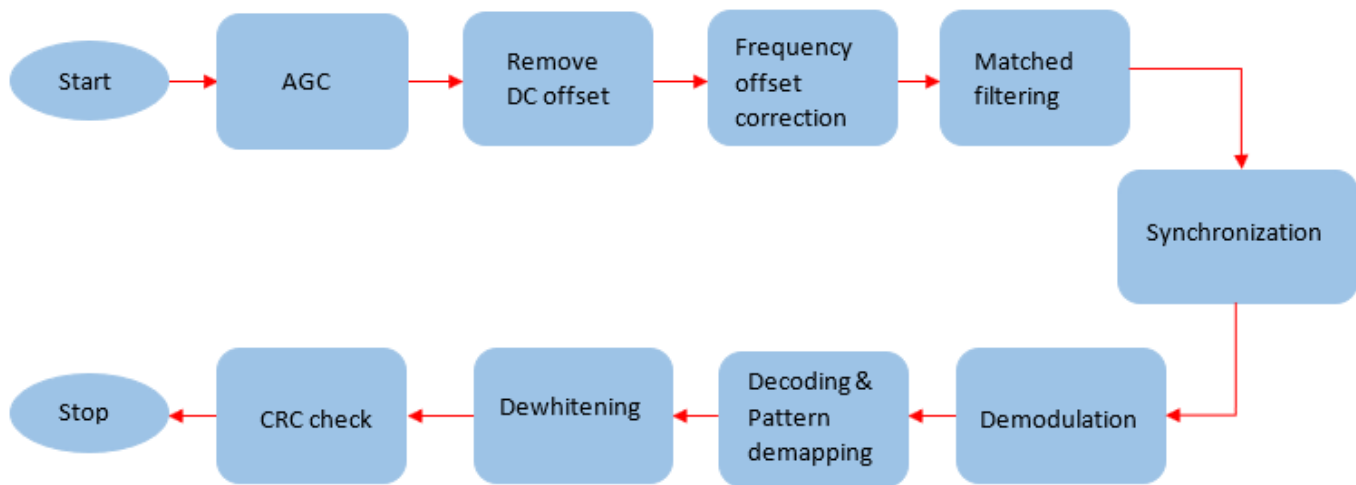 Start
AGC
Remove
DC offset
Frequency
offset
correction
Matched
filtering
Synchronization
Demodulation
Decoding &
Pattern
demapping
Dewhitening
CRC check
Stop